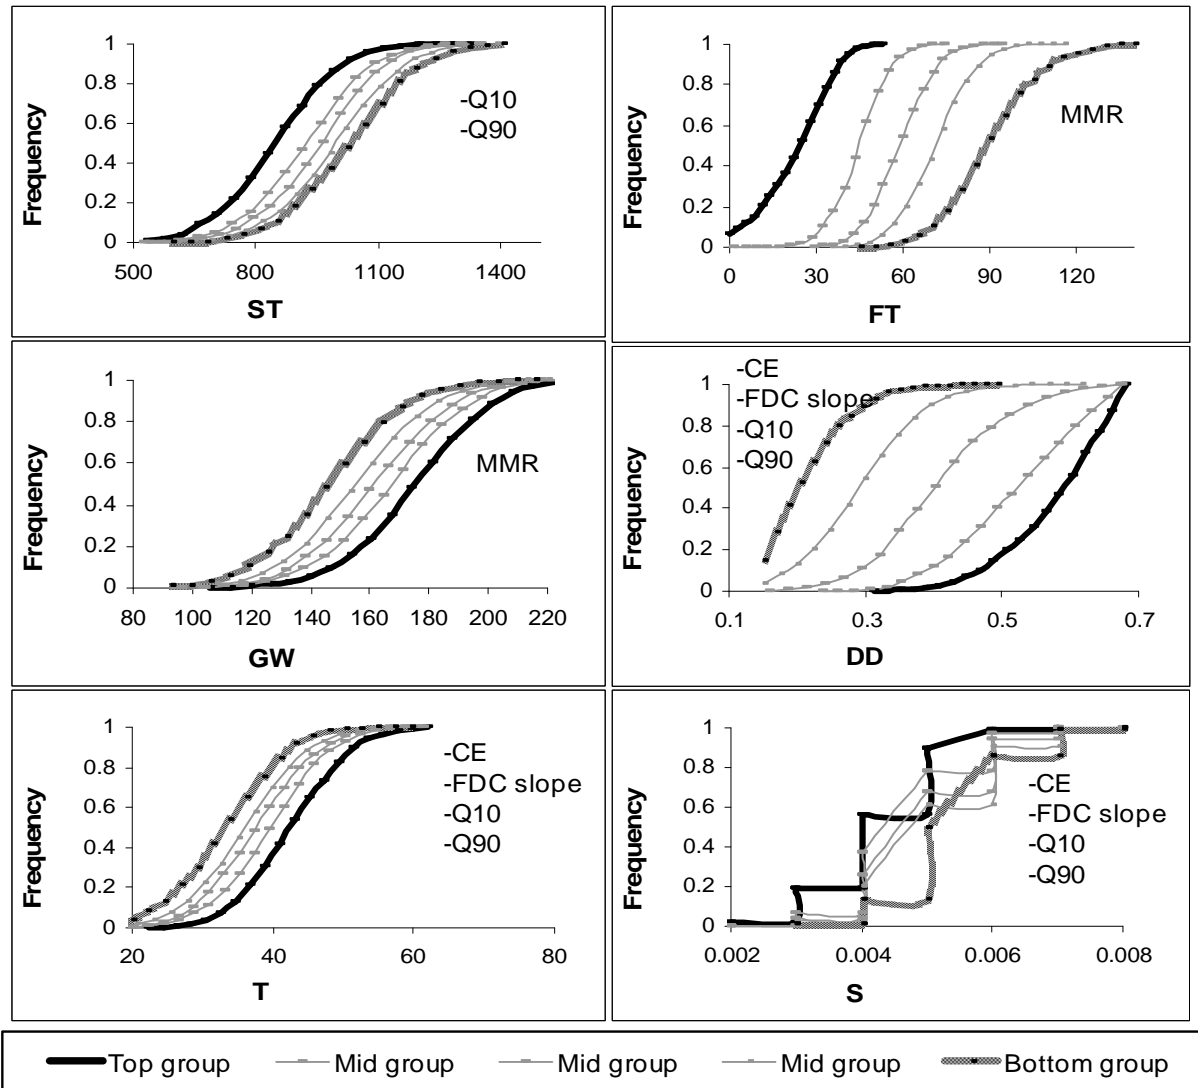 1
0.8
0.6
0.4
0.2
0
Frequency
500 800 1100 1400
ST
-Q10
-Q90
1
0.8
0.6
0.4
0.2
0
Frequency
0 30 60 90 120
FT
MMR
1
0.8
0.6
0.4
0.2
0
Frequency
80 100 120 140 160 180 200 220
GW
MMR
1
0.8
0.6
0.4
0.2
0
Frequency
0.1 0.3 0.5 0.7
DD
-CE
-FDC slope
-Q10
-Q90
1
0.8
0.6
0.4
0.2
0
Frequency
20 40 60 80
T
-CE
-FDC slope
-Q10
-Q90
1
0.8
0.6
0.4
0.2
0
Frequency
0.002 0.004 0.006 0.008
S
-CE
-FDC slope
-Q10
-Q90
Top group Mid group Mid group Mid group Bottom group